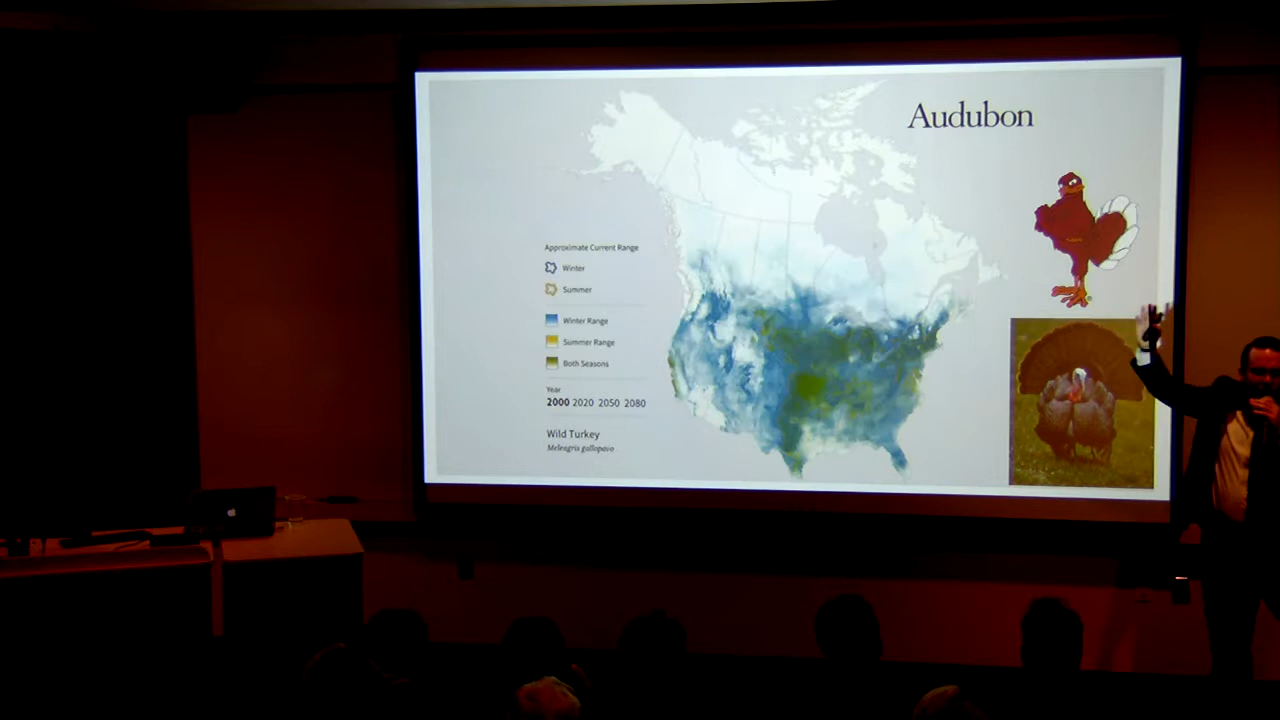 Audubon
Approximate Current Range
Winter
Summer
Winter Range
Summer Range
Both Seasons
Year
2000 2020 2050 2080
Wild Turkey
Meleagris gallopavo